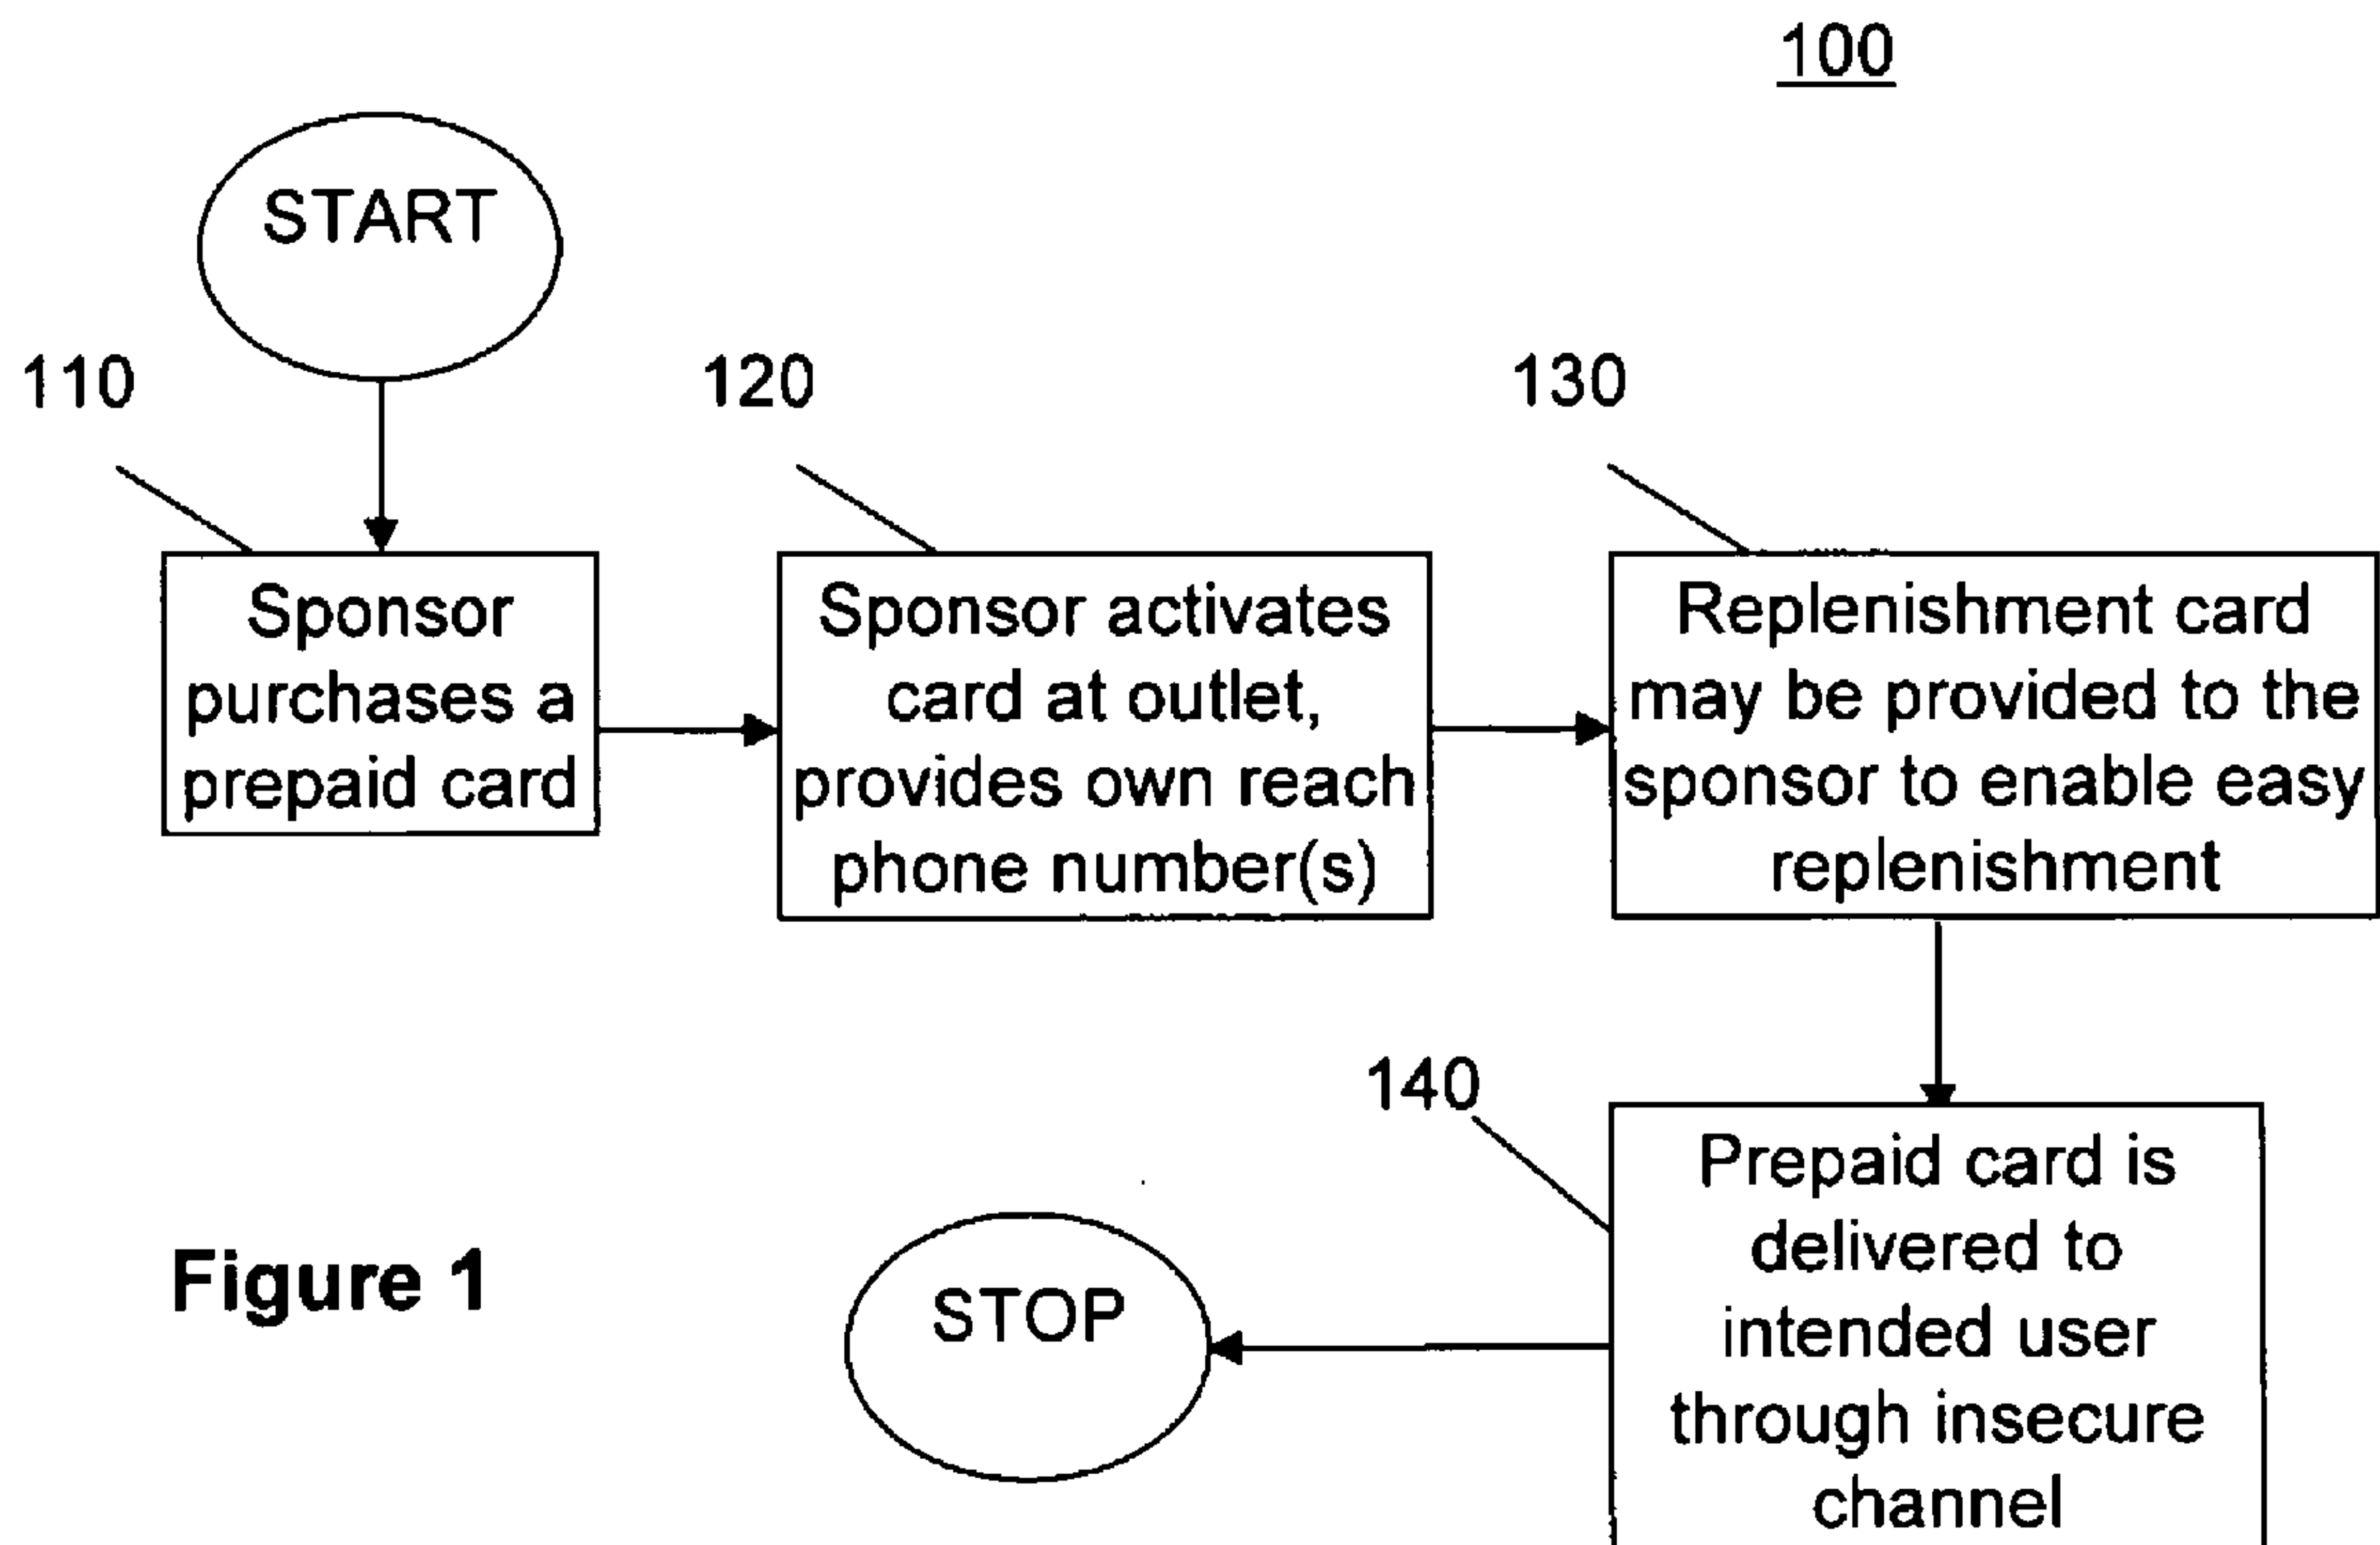 100
START
110
120
130
Sponsor
purchases a
prepaid card
Sponsor activates
card at outlet,
provides own reach
phone number(s)
Replenishment card
may be provided to the
sponsor to enable easy
replenishment
140
Prepaid card is
delivered to
intended user
through insecure
channel
STOP
Figure 1